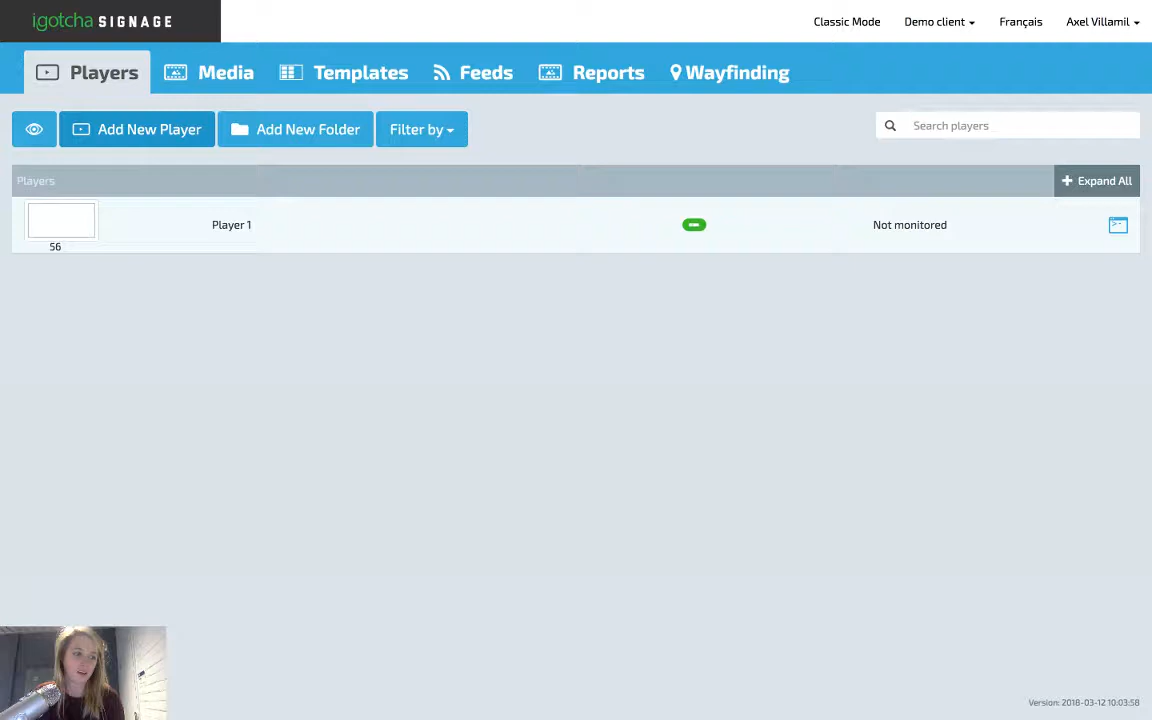 igotcha SIGNAGE
Classic Mode
Demo client
Français
Axel Villamil
Players
Media
Templates
Feeds
Reports
Wayfinding
Add New Player
Add New Folder
Filter by
Search players
Players
Expand All
Player 1
Not monitored
56
Version: 2018-03-12 10:03:58